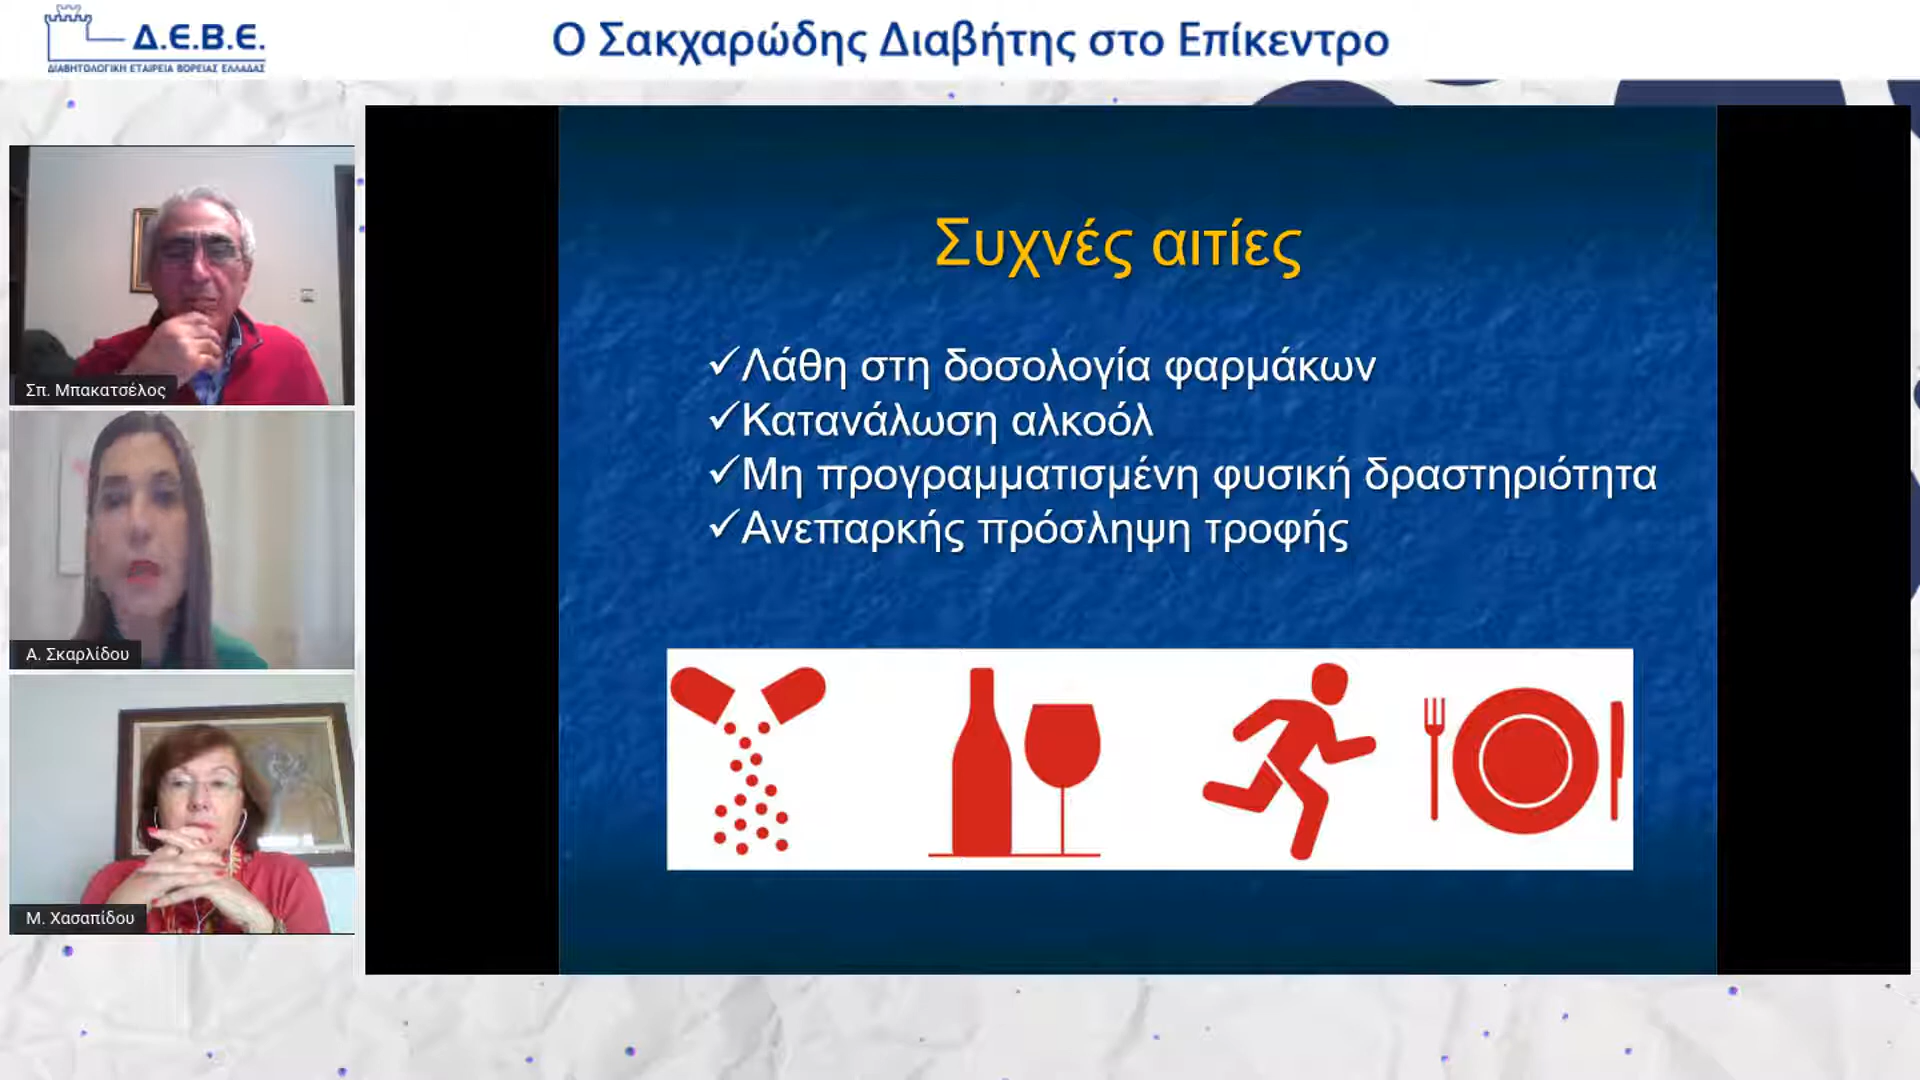 Δ.Ε.Β.Ε.
ΔΙΑΒΗΤΟΛΟΓΙΚΗ ΕΤΑΙΡΕΙΑ ΒΟΡΕΙΑΣ ΕΛΛΑΔΑΣ
Ο Σακχαρώδης Διαβήτης στο Επίκεντρο
Σπ. Μπακατσέλος
Α. Σκαρλίδου
Μ. Χασαπίδου
Συχνές αιτίες
✓Λάθη στη δοσολογία φαρμάκων
✓Κατανάλωση αλκοόλ
✓Μη προγραμματισμένη φυσική δραστηριότητα
✓Ανεπαρκής πρόσληψη τροφής